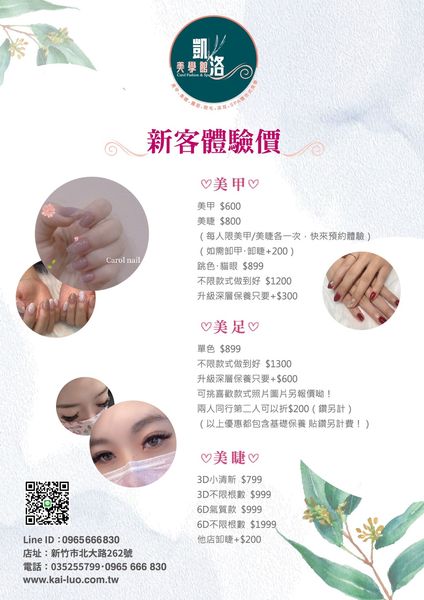 凱洛
美學館
Carol Fashion & Spa
新客體驗價
♡美甲♡
美甲 $600
美睫 $800
（每人限美甲/美睫各一次，快來預約體驗）
（如需卸甲·卸睫+200）
跳色·貓眼 $899
不限款式做到好 $1200
升級深層保養只要+$300
Carol nail
♡美足♡
單色 $899
不限款式做到好 $1300
升級深層保養只要+$600
可挑喜歡款式照片圖片另報價呦！
兩人同行第二人可以折$200（鑽另計）
（以上優惠都包含基礎保養 貼鑽另計費！）
♡美睫♡
3D小清新 $799
3D不限根數 $999
6D氣質款 $999
6D不限根數 $1999
他店卸睫+$200
Line ID：0965666830
店址：新竹市北大路262號
電話：035255799·0965 666 830
www.kai-luo.com.tw